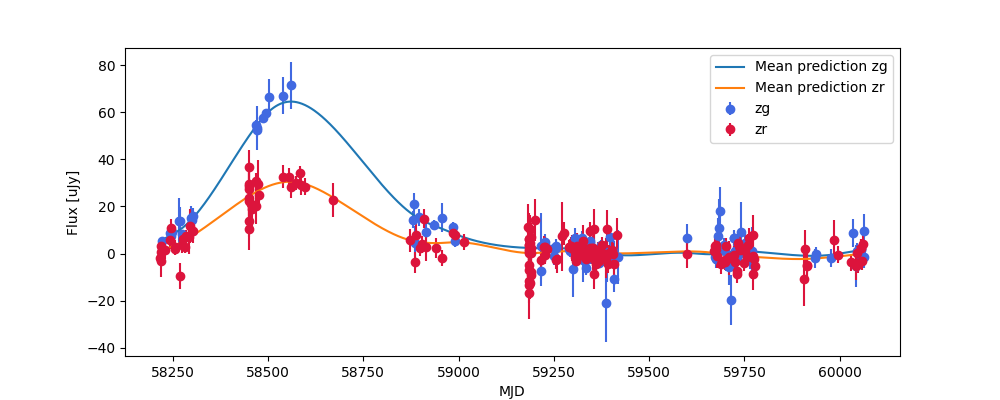 80
60
40
20
0
−20
−40
Flux [uJy]
58250
58500
58750
59000
59250
59500
59750
60000
MJD
Mean prediction zg
Mean prediction zr
zg
zr